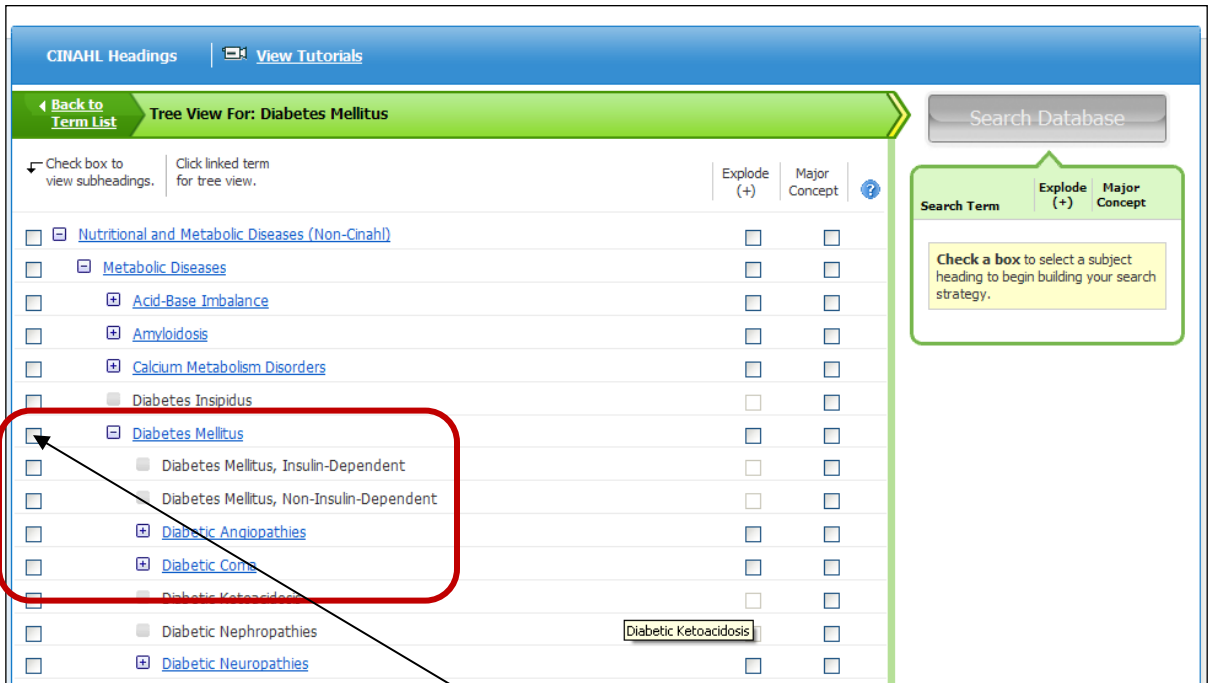 CINAHL Headings View Tutorials
Back to
Term List
Tree View For: Diabetes Mellitus
Search Database
Check box to
view subheadings.
Click linked term
for tree view.
Explode
(+)
Major
Concept
Search Term
Explode
(+)
Major
Concept
Check a box to select a subject
heading to begin building your search
strategy.
Nutritional and Metabolic Diseases (Non-Cinahl)
Metabolic Diseases
Acid-Base Imbalance
Amyloidosis
Calcium Metabolism Disorders
Diabetes Insipidus
Diabetes Mellitus
Diabetes Mellitus, Insulin-Dependent
Diabetes Mellitus, Non-Insulin-Dependent
Diabetic Angiopathies
Diabetic Coma
Diabetic Ketoacidosis
Diabetic Nephropathies
Diabetic Ketoacidosis
Diabetic Neuropathies